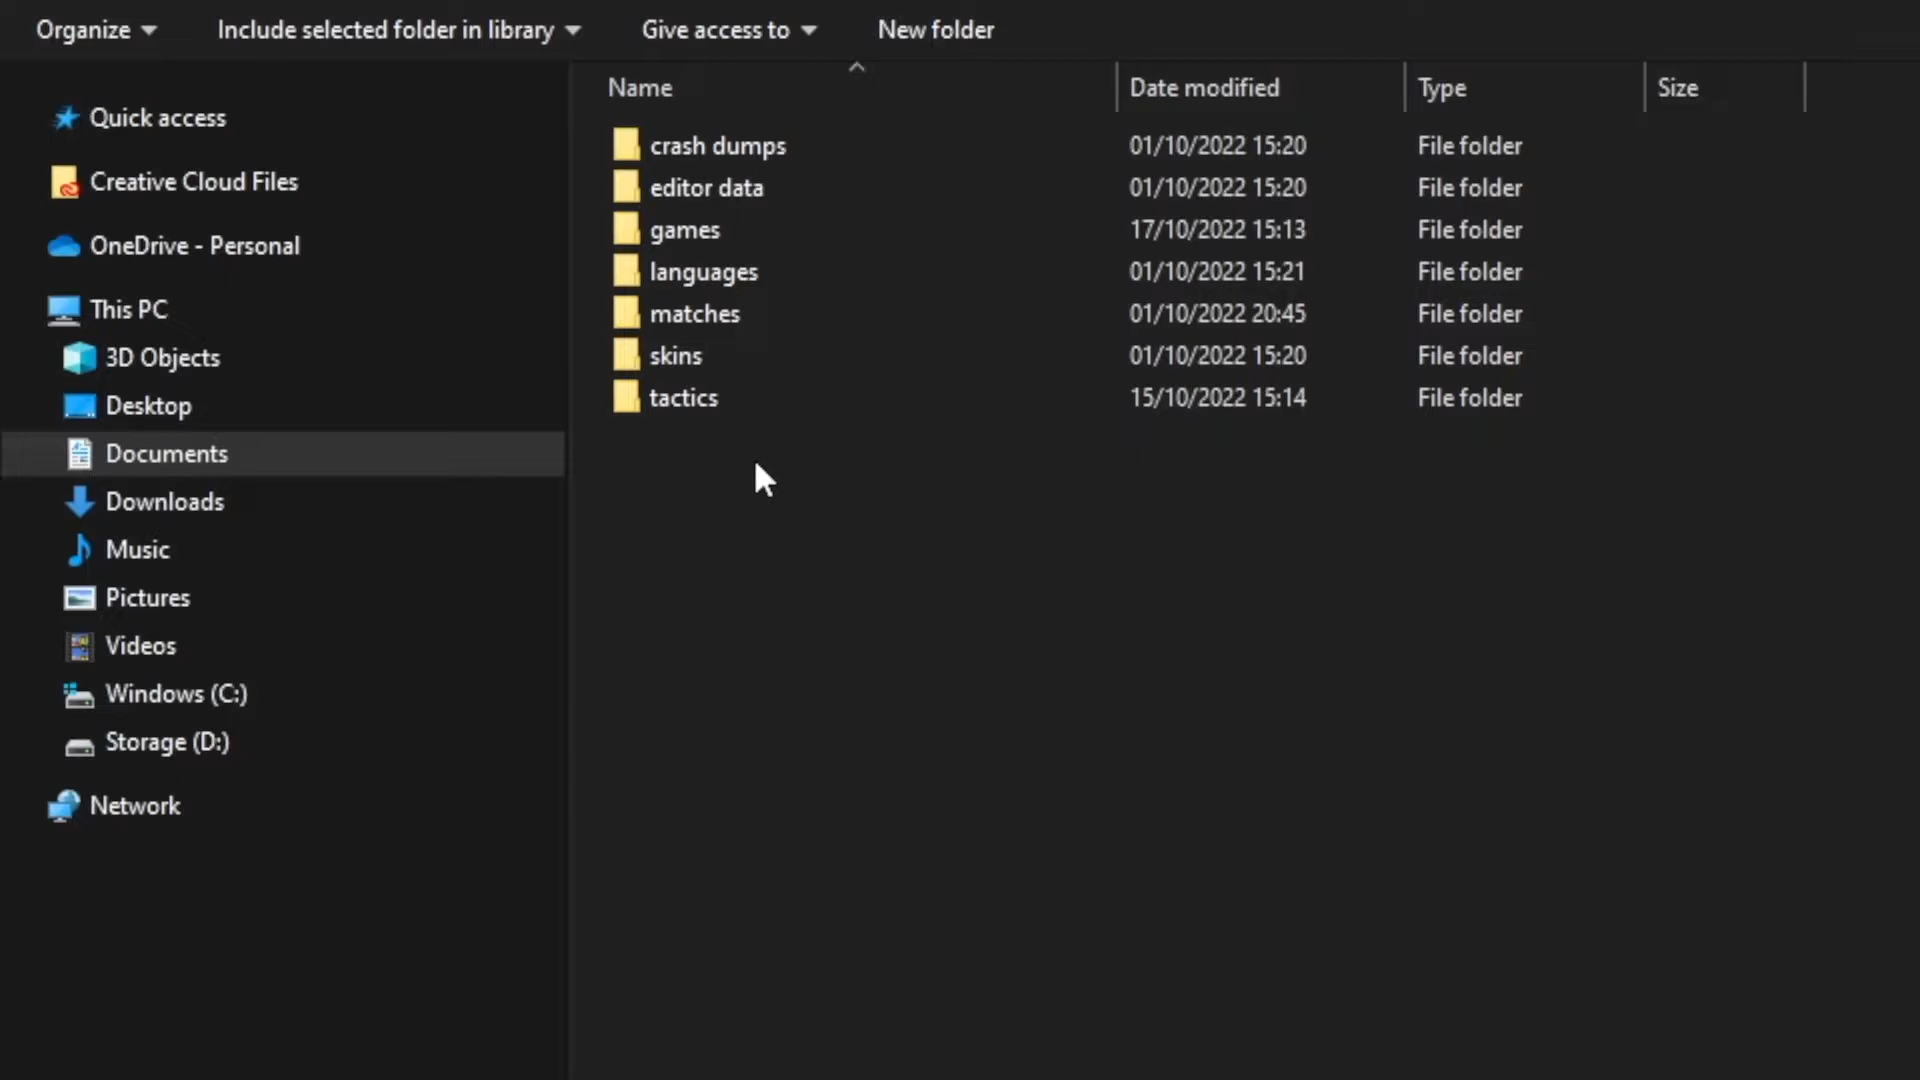 Organize Include selected folder in library Give access to New folder
Name Date modified Type Size
Quick access
Creative Cloud Files
OneDrive - Personal
This PC
3D Objects
Desktop
Documents
Downloads
Music
Pictures
Videos
Windows (C:)
Storage (D:)
Network
crash dumps 01/10/2022 15:20 File folder
editor data 01/10/2022 15:20 File folder
games 17/10/2022 15:13 File folder
languages 01/10/2022 15:21 File folder
matches 01/10/2022 20:45 File folder
skins 01/10/2022 15:20 File folder
tactics 15/10/2022 15:14 File folder